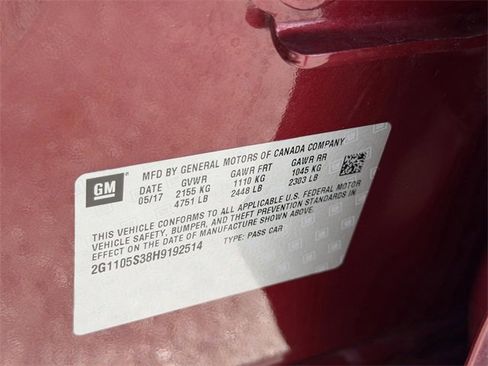 GM
MFD BY GENERAL MOTORS OF CANADA COMPANY
DATE GVWR GAWR FRT GAWR RR
05/17 2155 KG 1110 KG 1045 KG
4751 LB 2448 LB 2303 LB
THIS VEHICLE CONFORMS TO ALL APPLICABLE U.S. FEDERAL MOTOR
VEHICLE SAFETY, BUMPER, AND THEFT PREVENTION STANDARDS IN
EFFECT ON THE DATE OF MANUFACTURE SHOWN ABOVE.
2G1105S38H9192514 TYPE: PASS CAR